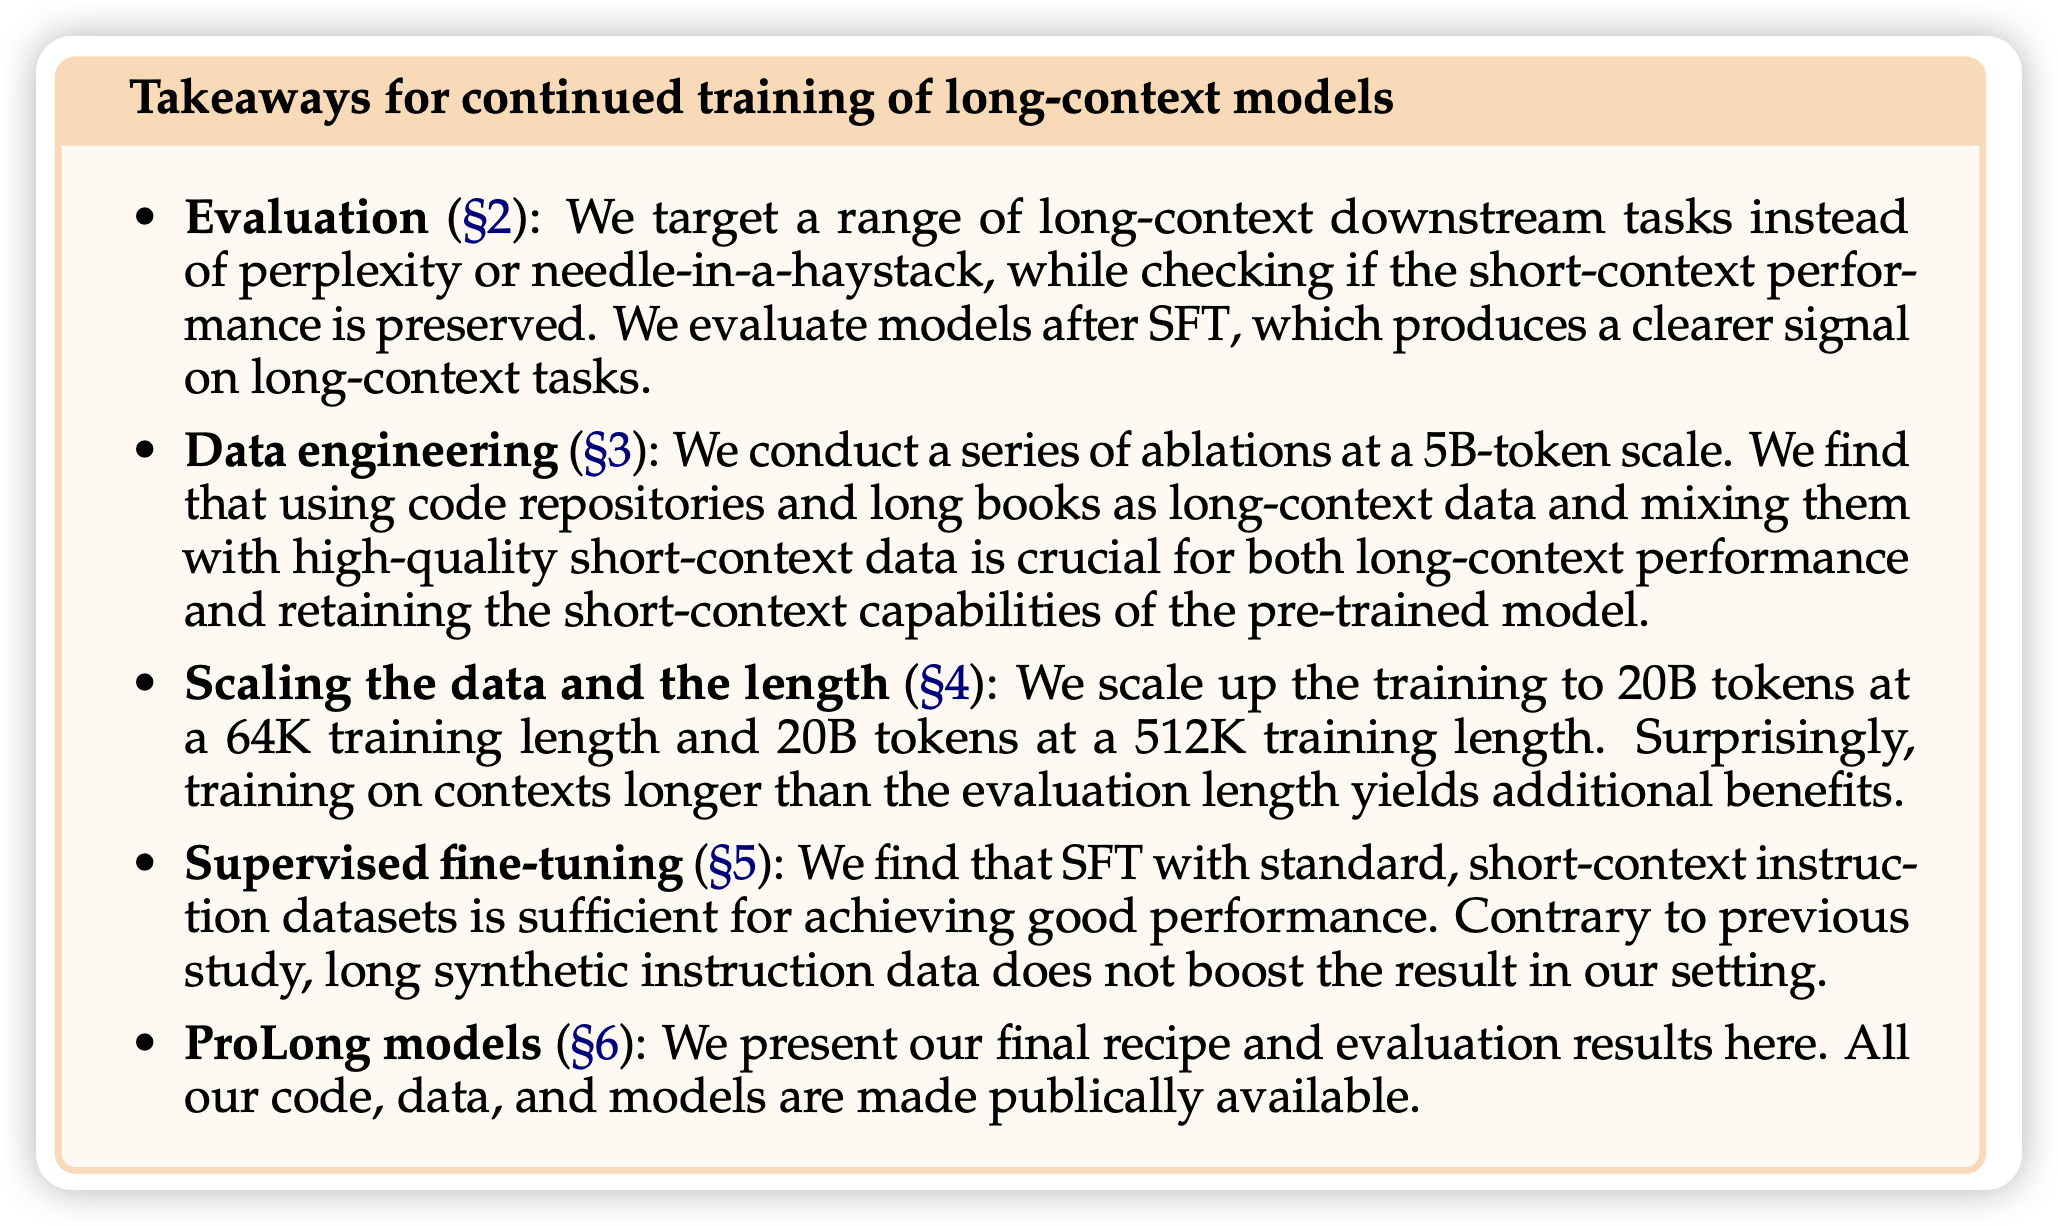 Takeaways for continued training of long-context models
• Evaluation (§2): We target a range of long-context downstream tasks instead
of perplexity or needle-in-a-haystack, while checking if the short-context perfor-
mance is preserved. We evaluate models after SFT, which produces a clearer signal
on long-context tasks.
• Data engineering (§3): We conduct a series of ablations at a 5B-token scale. We find
that using code repositories and long books as long-context data and mixing them
with high-quality short-context data is crucial for both long-context performance
and retaining the short-context capabilities of the pre-trained model.
• Scaling the data and the length (§4): We scale up the training to 20B tokens at
a 64K training length and 20B tokens at a 512K training length. Surprisingly,
training on contexts longer than the evaluation length yields additional benefits.
• Supervised fine-tuning (§5): We find that SFT with standard, short-context instruc-
tion datasets is sufficient for achieving good performance. Contrary to previous
study, long synthetic instruction data does not boost the result in our setting.
• ProLong models (§6): We present our final recipe and evaluation results here. All
our code, data, and models are made publically available.